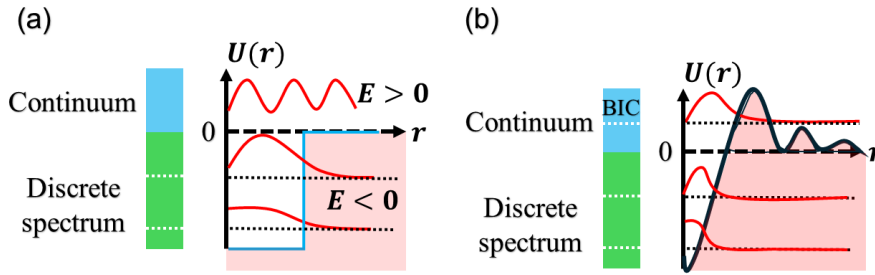 (a)
U(r)
Continuum
E > 0
0
r
Discrete
spectrum
E < 0
(b)
U(r)
BIC
Continuum
0
r
Discrete
spectrum